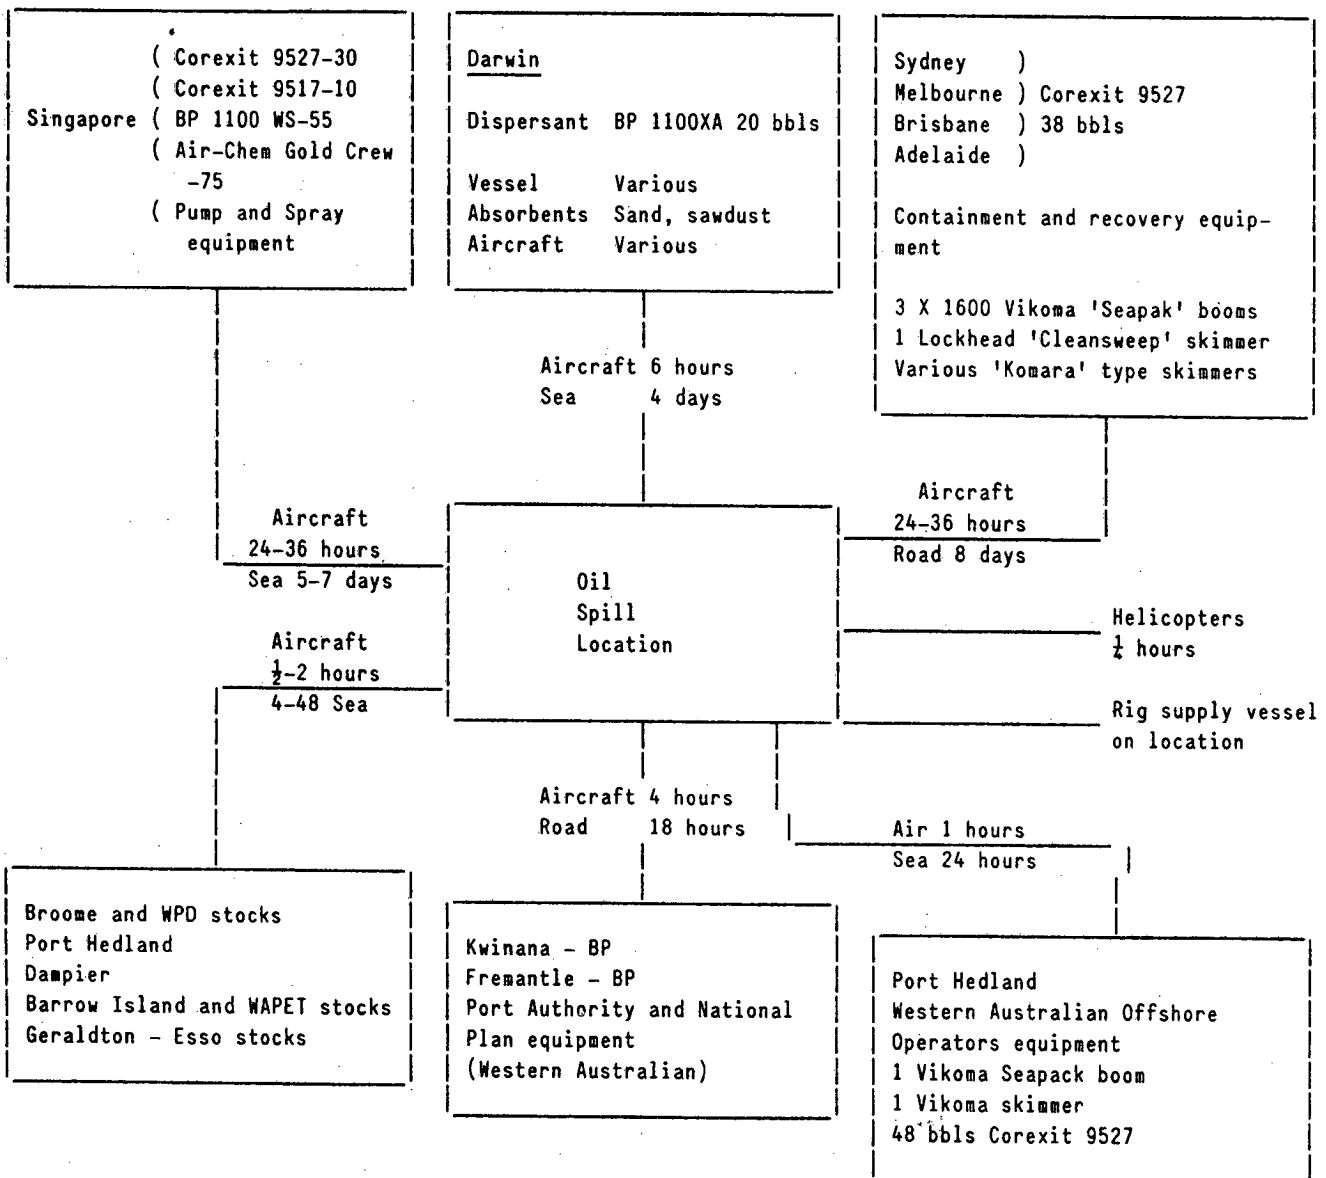 ( Corexit 9527-30
( Corexit 9517-10
Singapore ( BP 1100 WS-55
( Air-Chem Gold Crew
-75
( Pump and Spray
equipment
Darwin
Dispersant BP 1100XA 20 bbls
Vessel Various
Absorbents Sand, sawdust
Aircraft Various
Sydney )
Melbourne ) Corexit 9527
Brisbane ) 38 bbls
Adelaide )
Containment and recovery equip-
ment
3 X 1600 Vikoma 'Seapak' booms
1 Lockhead 'Cleansweep' skimmer
Various 'Komara' type skimmers
Aircraft 6 hours
Sea 4 days
Aircraft
24-36 hours
Sea 5-7 days
Aircraft
24-36 hours
Road 8 days
Oil
Spill
Location
Helicopters
¼ hours
Aircraft
½-2 hours
4-48 Sea
Rig supply vessel
on location
Aircraft 4 hours
Road 18 hours
Air 1 hours
Sea 24 hours
Broome and WPD stocks
Port Hedland
Dampier
Barrow Island and WAPET stocks
Geraldton - Esso stocks
Kwinana - BP
Fremantle - BP
Port Authority and National
Plan equipment
(Western Australian)
Port Hedland
Western Australian Offshore
Operators equipment
1 Vikoma Seapack boom
1 Vikoma skimmer
48 bbls Corexit 9527